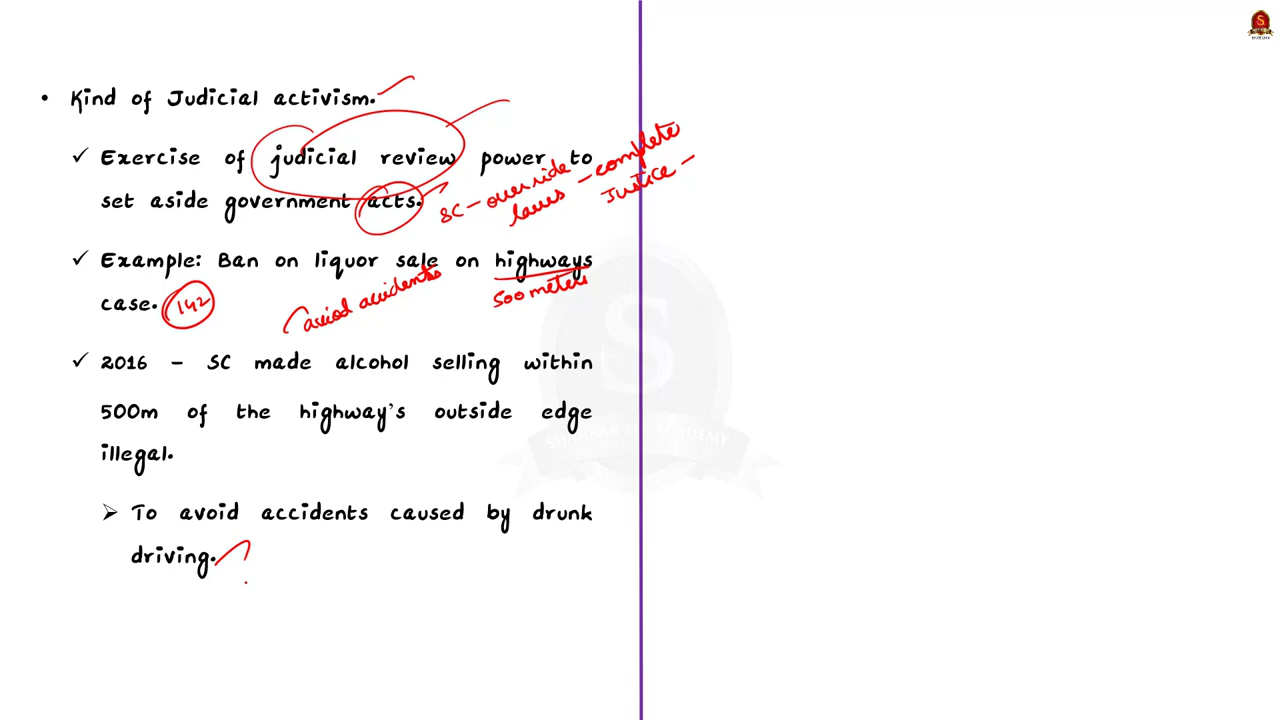 • Kind of Judicial activism.
✓ Exercise of judicial review power to
set aside government acts.
SC - override laws - complete Justice -
✓ Example: Ban on liquor sale on highways
case. 142
avoid accidents
500 meters
✓ 2016 - SC made alcohol selling within
500m of the highway's outside edge
illegal.
➢ To avoid accidents caused by drunk
driving.